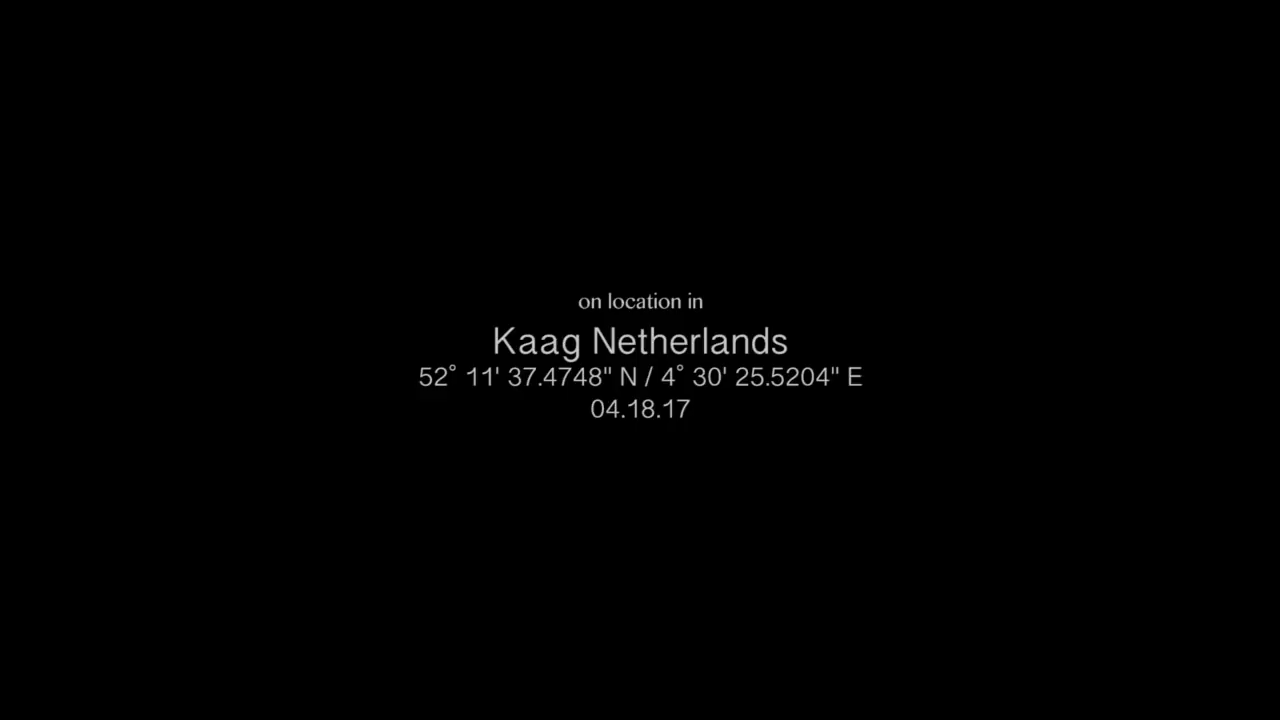 on location in
Kaag Netherlands
52˚ 11' 37.4748" N / 4˚ 30' 25.5204" E
04.18.17